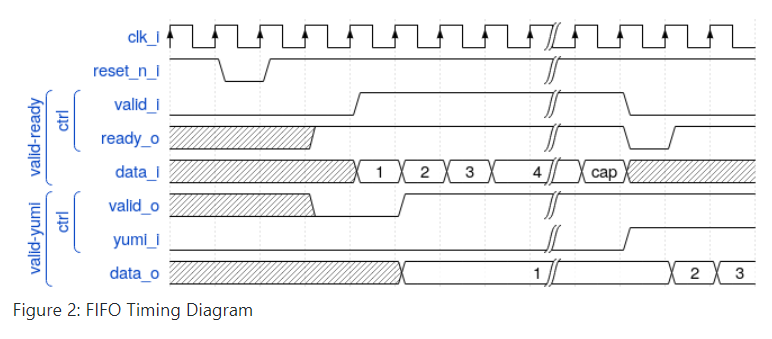 clk_i
reset_n_i
valid-ready
ctrl
valid_i
ready_o
data_i 1 2 3 4 cap
valid-yumi
ctrl
valid_o
yumi_i
data_o 1 2 3
Figure 2: FIFO Timing Diagram